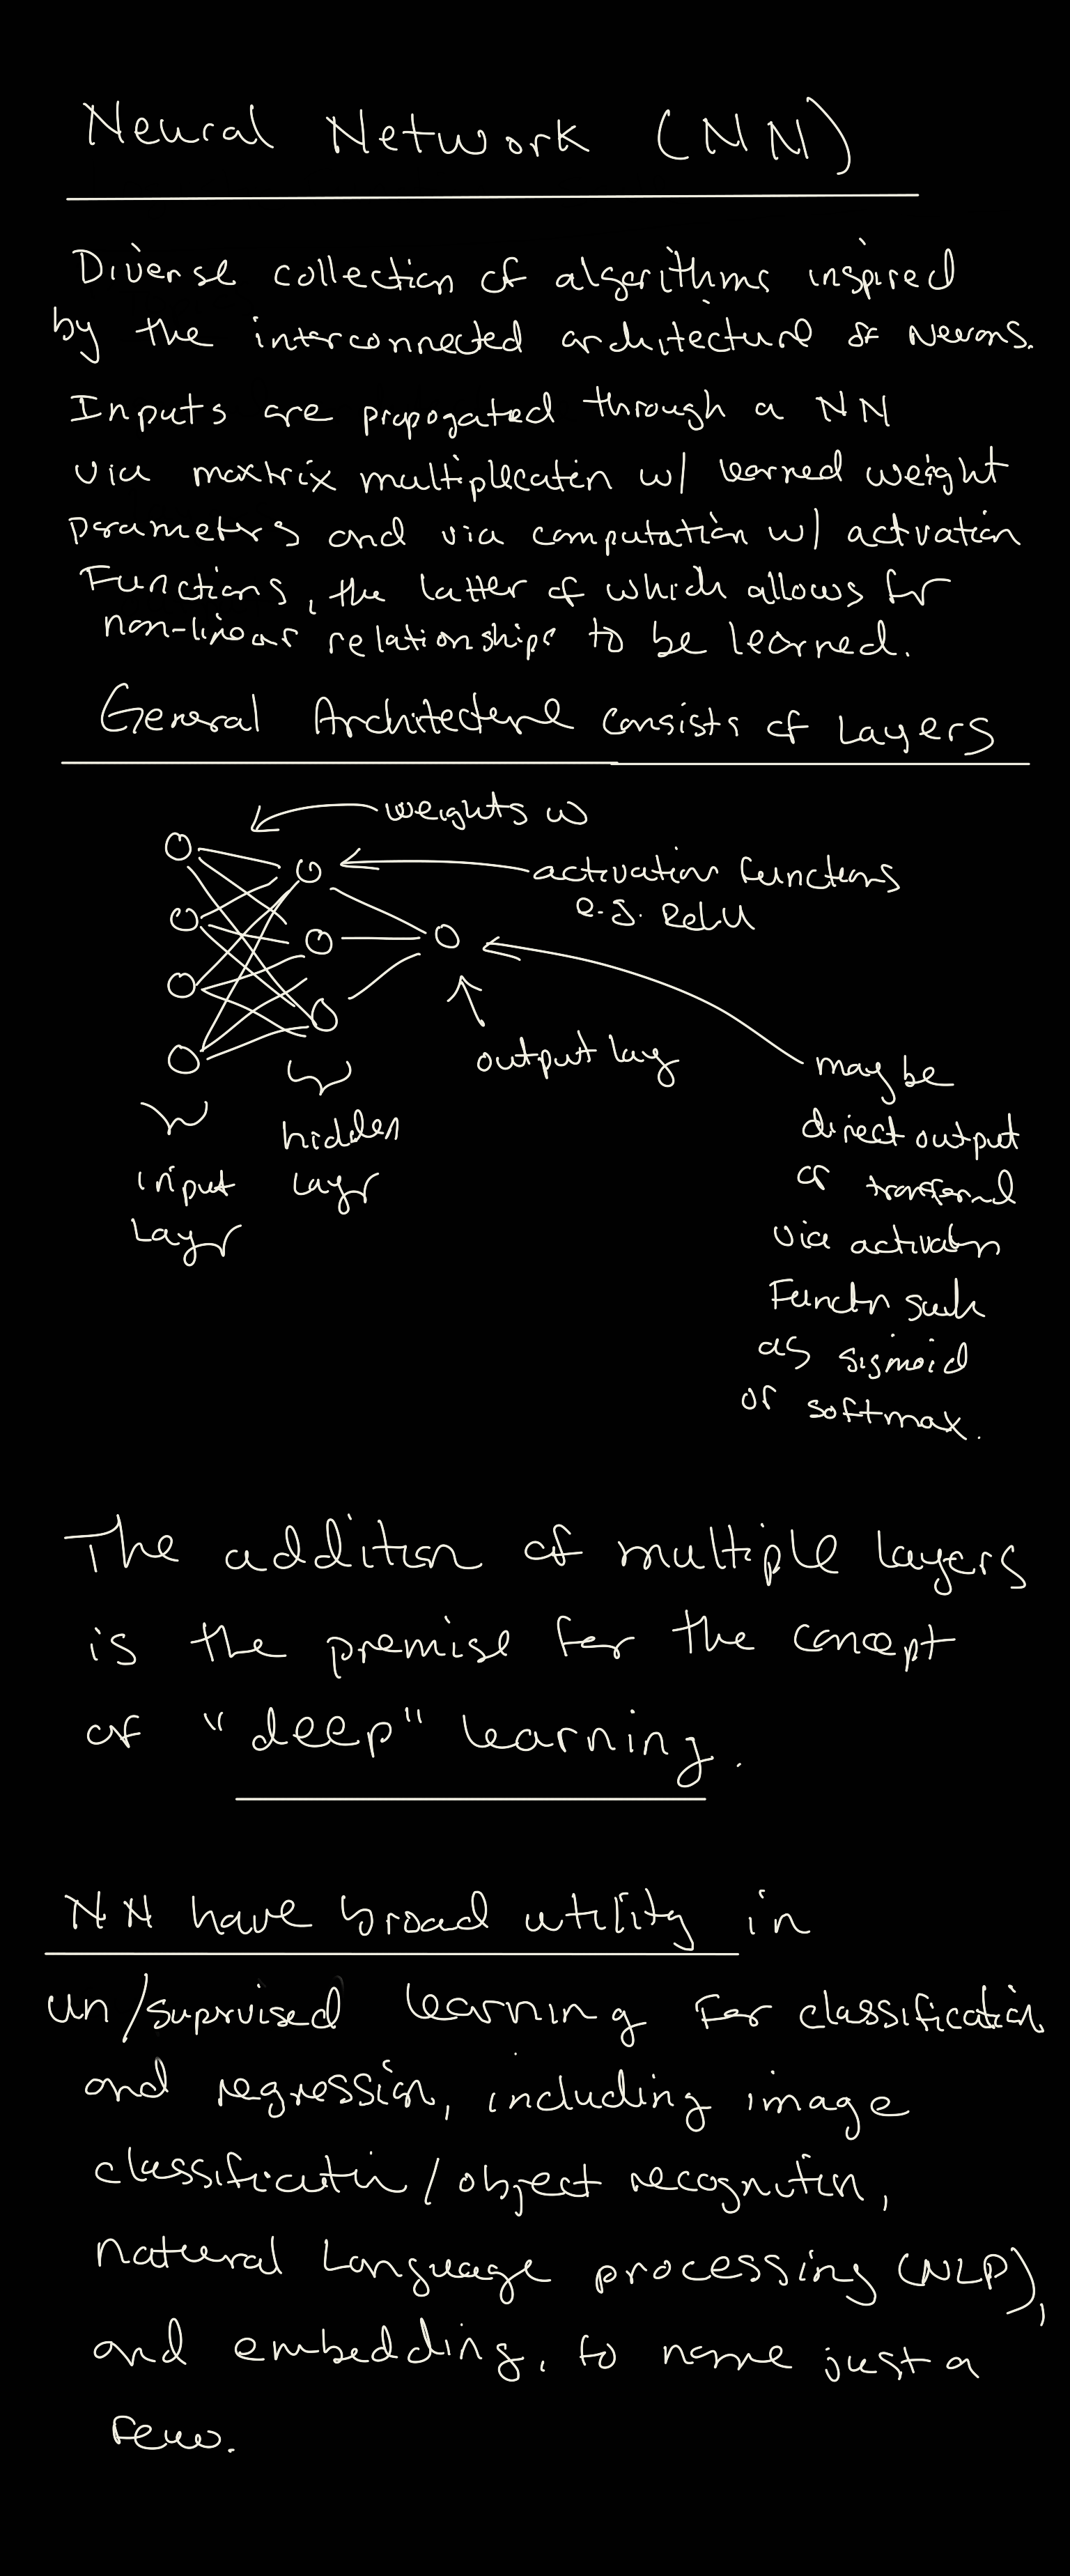 Neural Network (NN)
Diverse collection of algorithms inspired
by the interconnected architecture of Neurons.
Inputs are propogated through a NN
via maxtrix multiplication w/ learned weight
parameters and via computation w/ activation
Functions, the latter of which allows for
non-linear relationships to be learned.
General Architecture consists of Layers
weights w
activation functions
e.g. ReLU
output lay
hidden
layr
input
Layr
may be
direct output
or transformed
via activatn
Functn such
as sigmoid
or softmax.
The addition of multiple layers
is the premise for the concept
of "deep" learning.
NN have broad utility in
un/suprvised learning for classification
and regression, including image
classification/object recognition,
natural Language processing (NLP),
and embedding, to name just a
few.